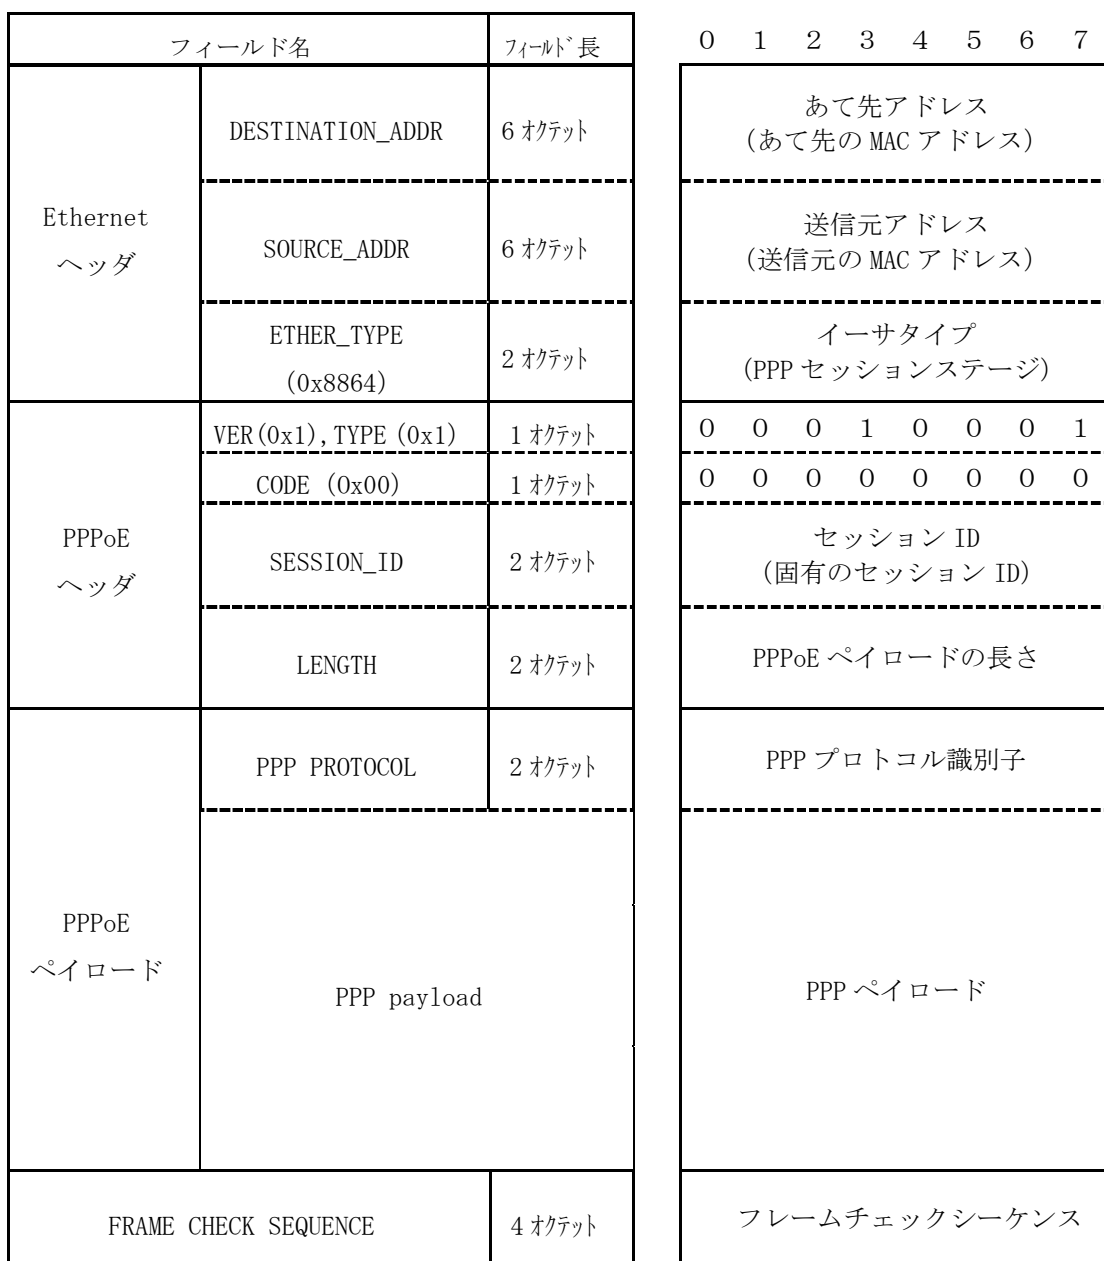 フィールド名 フィールド長 0 1 2 3 4 5 6 7
DESTINATION_ADDR 6オクテット
あて先アドレス
(あて先の MAC アドレス)
Ethernet
ヘッダ
SOURCE_ADDR 6オクテット
送信元アドレス
(送信元の MAC アドレス)
ETHER_TYPE
(0x8864)
2オクテット
イーサタイプ
(PPP セッションステージ)
VER(0x1),TYPE(0x1) 1オクテット 0 0 0 1 0 0 0 1
CODE (0x00) 1オクテット 0 0 0 0 0 0 0 0
PPPoE
ヘッダ
SESSION_ID 2オクテット
セッション ID
(固有のセッション ID)
LENGTH 2オクテット PPPoE ペイロードの長さ
PPP PROTOCOL 2オクテット PPP プロトコル識別子
PPPoE
ペイロード
PPP payload PPP ペイロード
FRAME CHECK SEQUENCE 4オクテット フレームチェックシーケンス